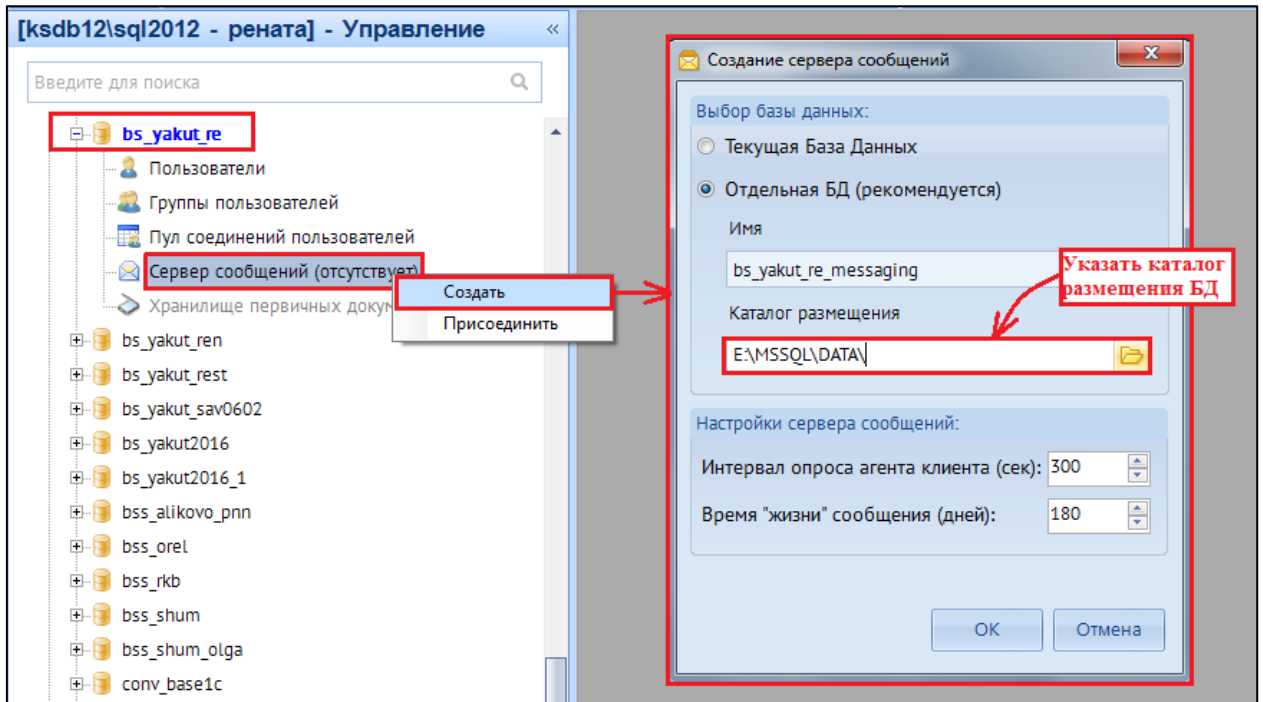 [ksdb12\sql2012 - рената] - Управление «
Введите для поиска
bs_yakut_re
Пользователи
Группы пользователей
Пул соединений пользователей
Сервер сообщений (отсутствует)
Хранилище первичных докум
bs_yakut_ren
bs_yakut_rest
bs_yakut_sav0602
bs_yakut2016
bs_yakut2016_1
bss_alikovo_pnn
bss_orel
bss_rkb
bss_shum
bss_shum_olga
conv_base1c
Создать
Присоединить
Создание сервера сообщений
Выбор базы данных:
Текущая База Данных
Отдельная БД (рекомендуется)
Имя
bs_yakut_re_messaging
Указать каталог
размещения БД
Каталог размещения
E:\MSSQL\DATA\
Настройки сервера сообщений:
Интервал опроса агента клиента (сек): 300
Время "жизни" сообщения (дней): 180
ОК Отмена